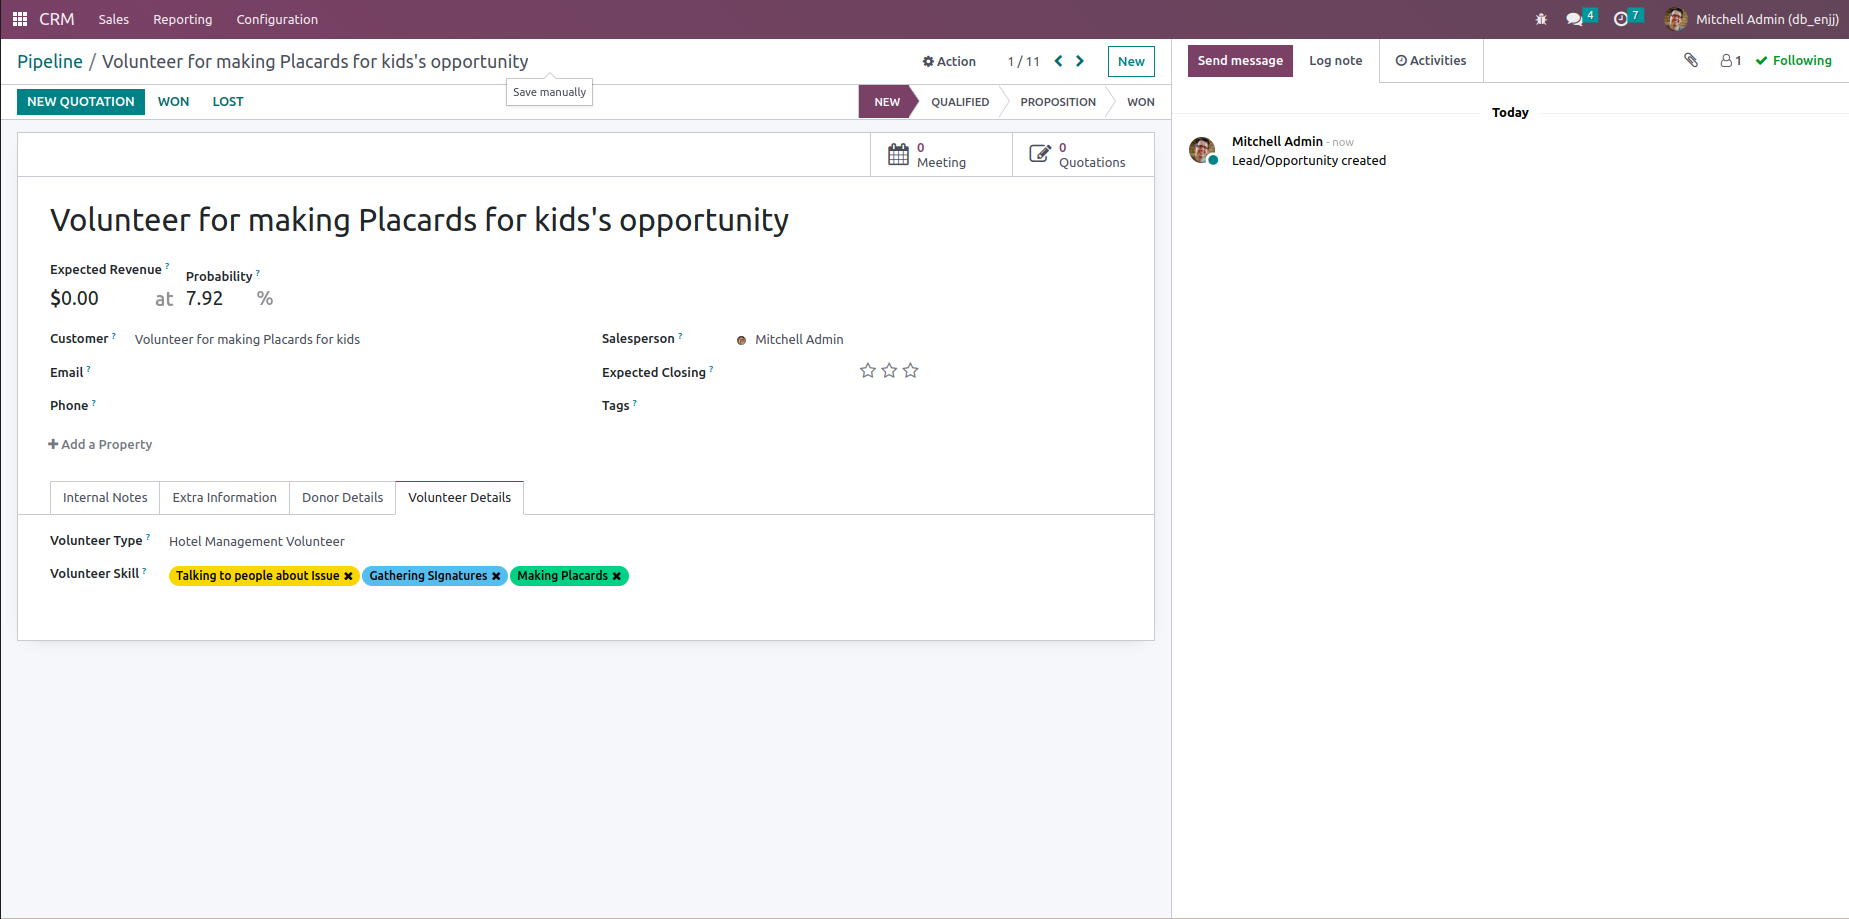 CRM Sales Reporting Configuration 4 7 Mitchell Admin (db_enjj)
Pipeline / Volunteer for making Placards for kids's opportunity Action 1 / 11 New
Save manually
Send message Log note Activities 1 Following
NEW QUOTATION WON LOST NEW QUALIFIED PROPOSITION WON
Today
0
Meeting
0
Quotations
Mitchell Admin - now
Lead/Opportunity created
Volunteer for making Placards for kids's opportunity
Expected Revenue ? Probability ?
$0.00 at 7.92 %
Customer ? Volunteer for making Placards for kids
Email ?
Phone ?
Salesperson ? Mitchell Admin
Expected Closing ?
Tags ?
Add a Property
Internal Notes Extra Information Donor Details Volunteer Details
Volunteer Type ? Hotel Management Volunteer
Volunteer Skill ? Talking to people about Issue Gathering SIgnatures Making Placards